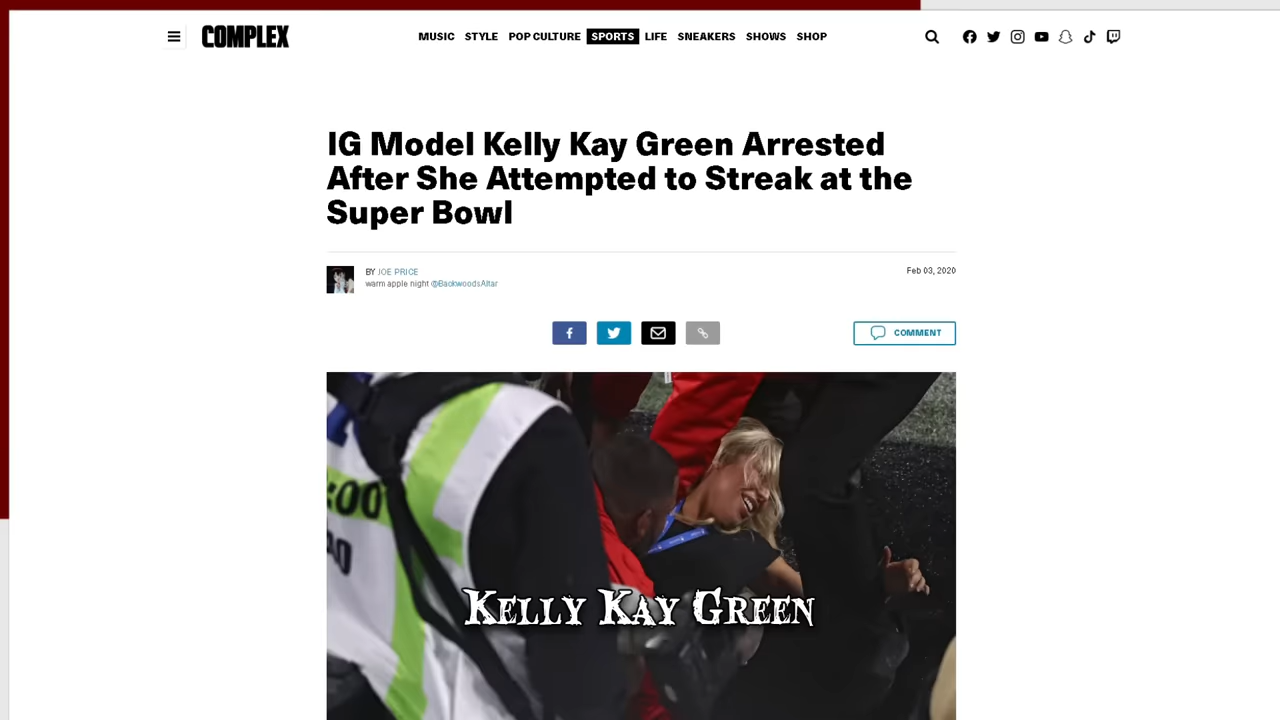 COMPLEX
MUSIC STYLE POP CULTURE SPORTS LIFE SNEAKERS SHOWS SHOP
IG Model Kelly Kay Green Arrested
After She Attempted to Streak at the
Super Bowl
BY JOE PRICE
warm apple night @BackwoodsAltar
Feb 03, 2020
COMMENT
:00
Kelly Kay Green